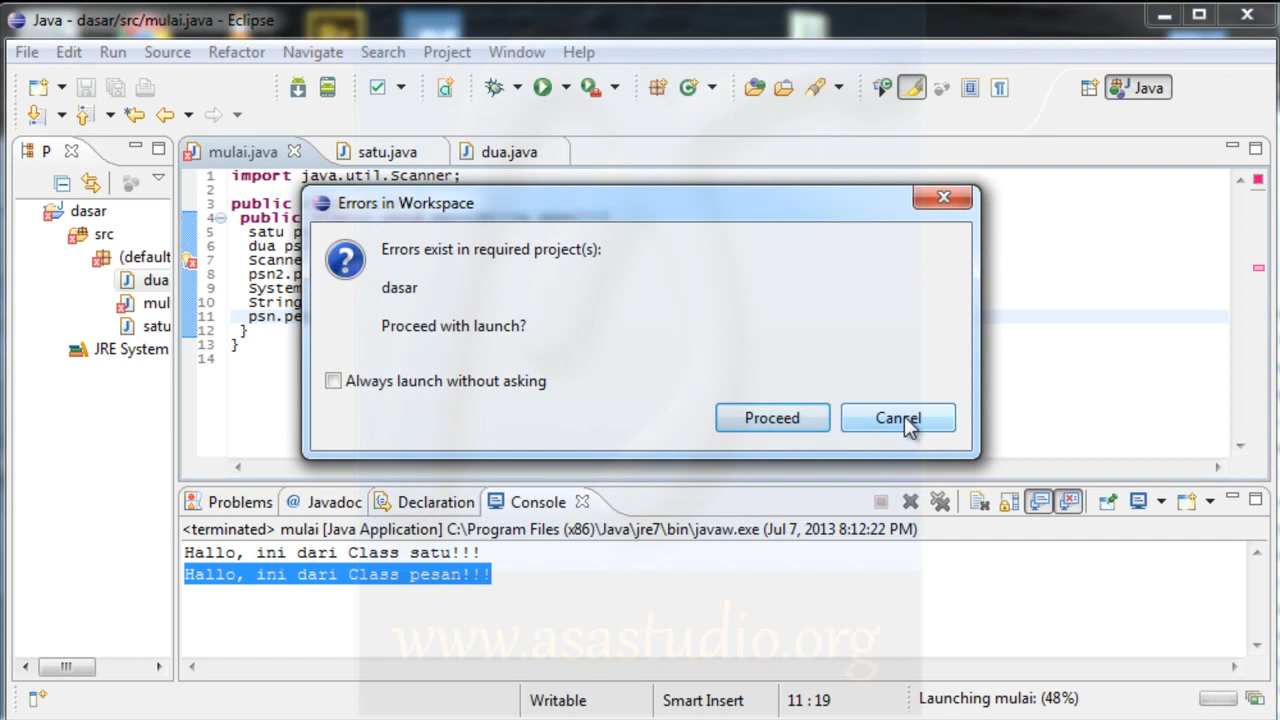 Java - dasar/src/mulai.java - Eclipse
File Edit Run Source Refactor Navigate Search Project Window Help
Java
P
mulai.java satu.java dua.java
dasar
src
(default
dua
mul
satu
JRE System
1 import java.util.Scanner;
2
3 public
4 public
5 satu p
6 dua ps
7 Scanne
8 psn2.p
9 System
10 String
11 psn.pe
12 }
13 }
14
Errors in Workspace
Errors exist in required project(s):
dasar
Proceed with launch?
Always launch without asking
Proceed Cancel
Problems @ Javadoc Declaration Console
<terminated> mulai [Java Application] C:\Program Files (x86)\Java\jre7\bin\javaw.exe (Jul 7, 2013 8:12:22 PM)
Hallo, ini dari Class satu!!!
Hallo, ini dari Class pesan!!!
www.asastudio.org
Writable Smart Insert 11 : 19 Launching mulai: (48%)